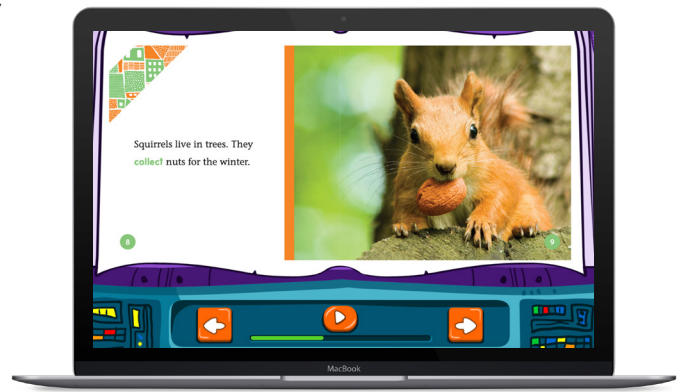 Squirrels live in trees. They
collect nuts for the winter.
8
9
MacBook